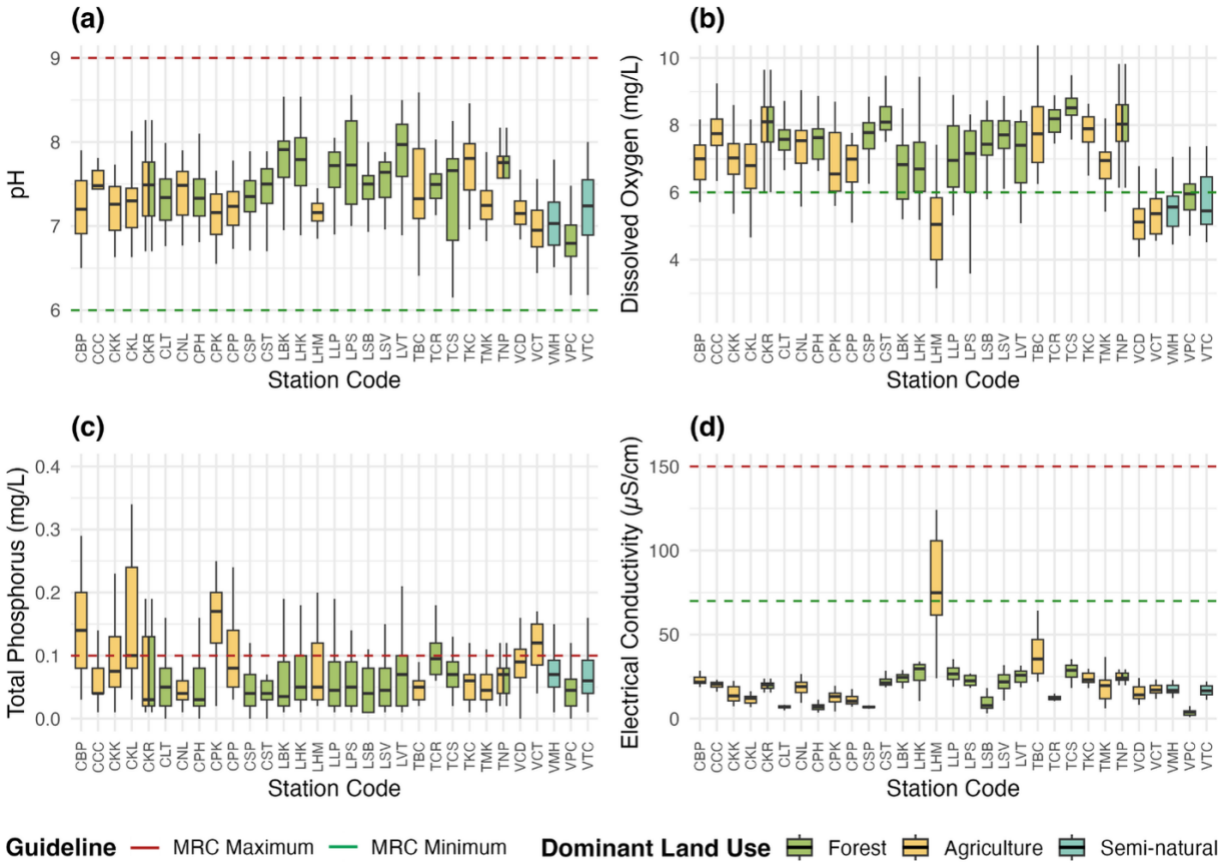 (a)
pH
9
8
7
6
CBP CCC CKK CKL CKR CLT CNL CPH CPK CPP CSP CST LBK LHK LHM LLP LPS LSB LSV LVT TBC TCR TCS TKC TMK TNP VCD VCT VMH VPC VTC
Station Code
(b)
Dissolved Oxygen (mg/L)
10
8
6
4
CBP CCC CKK CKL CKR CLT CNL CPH CPK CPP CSP CST LBK LHK LHM LLP LPS LSB LSV LVT TBC TCR TCS TKC TMK TNP VCD VCT VMH VPC VTC
Station Code
(c)
Total Phosphorus (mg/L)
0.4
0.3
0.2
0.1
0.0
CBP CCC CKK CKL CKR CLT CNL CPH CPK CPP CSP CST LBK LHK LHM LLP LPS LSB LSV LVT TBC TCR TCS TKC TMK TNP VCD VCT VMH VPC VTC
Station Code
(d)
Electrical Conductivity (µS/cm)
150
100
50
0
CBP CCC CKK CKL CKR CLT CNL CPH CPK CPP CSP CST LBK LHK LHM LLP LPS LSB LSV LVT TBC TCR TCS TKC TMK TNP VCD VCT VMH VPC VTC
Station Code
Guideline MRC Maximum MRC Minimum Dominant Land Use Forest Agriculture Semi-natural